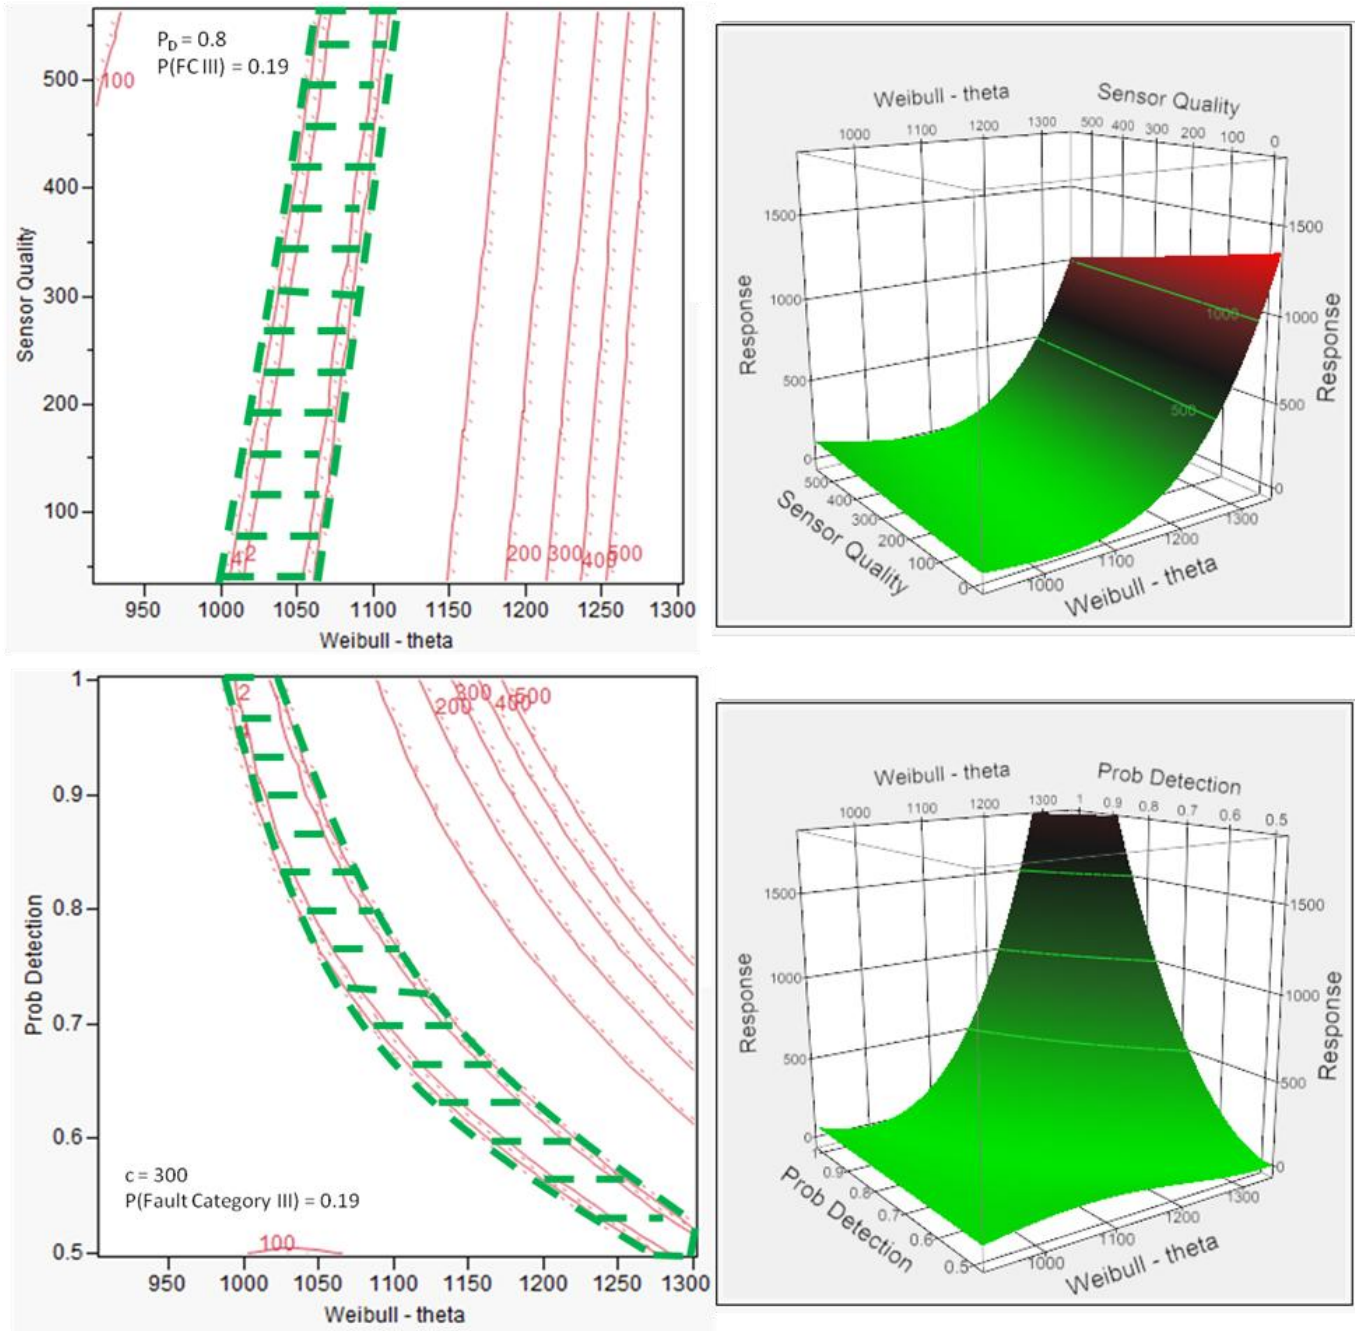 P_D = 0.8
P(FC III) = 0.19
500
400
300
200
100
Sensor Quality
100
4 2
200 300 400 500
950 1000 1050 1100 1150 1200 1250 1300
Weibull - theta
Weibull - theta Sensor Quality
1000 1100 1200 1300 500 400 300 200 100 0
1500
1000
500
0
Response
1500
1000
500
0
Response
1000
500
500 400 300 200 100 0
Sensor Quality
1000 1100 1200 1300
Weibull - theta
1
0.9
0.8
0.7
0.6
0.5
Prob Detection
2
200 300 400 500
c = 300
P(Fault Category III) = 0.19
100
950 1000 1050 1100 1150 1200 1250 1300
Weibull - theta
Weibull - theta Prob Detection
1000 1100 1200 1300 1 0.9 0.8 0.7 0.6 0.5
1500
1000
500
0
Response
1500
1000
500
0
Response
1 0.9 0.8 0.7 0.6 0.5
Prob Detection
1000 1100 1200 1300
Weibull - theta